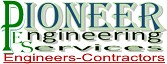 PIONEER
Engineering
Services
Engineers-Contractors